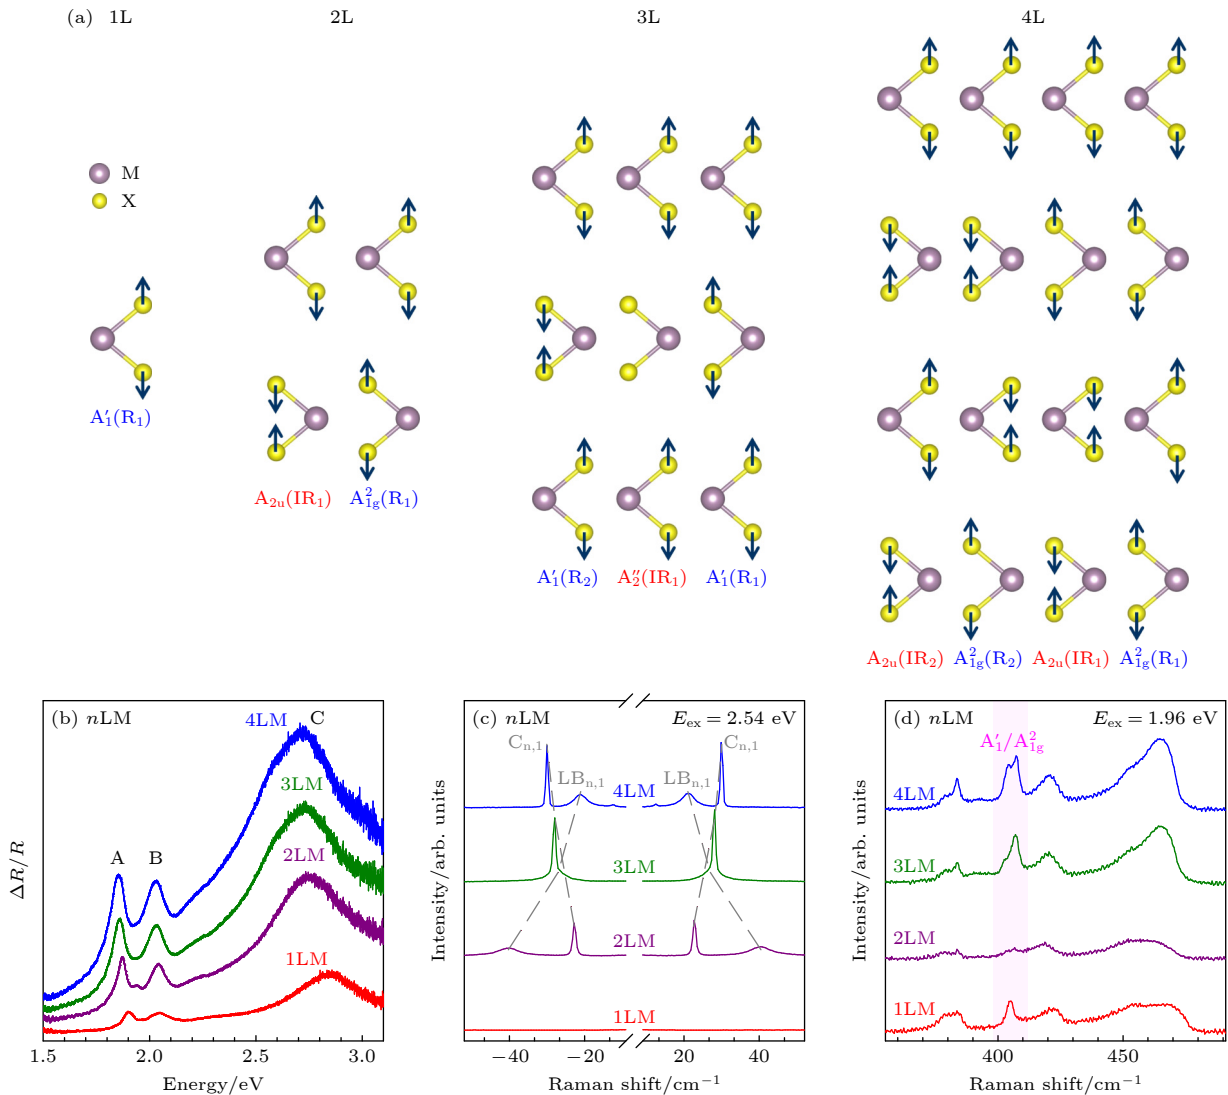 (a) 1L 2L 3L 4L
M
X
A′₁(R₁)
A₂ᵤ(IR₁) A²₁g(R₁)
A′₁(R₂) A″₂(IR₁) A′₁(R₁)
A₂ᵤ(IR₂) A²₁g(R₂) A₂ᵤ(IR₁) A²₁g(R₁)
(b) nLM
4LM C
3LM
A B
2LM
1LM
ΔR/R
1.5 2.0 2.5 3.0
Energy/eV
(c) nLM Eex = 2.54 eV
Cn,1 Cn,1
LBn,1 LBn,1
4LM
3LM
2LM
1LM
Intensity/arb. units
−40 −20 20 40
Raman shift/cm⁻¹
(d) nLM Eex = 1.96 eV
A′₁/A²₁g
4LM
3LM
2LM
1LM
Intensity/arb. units
400 450
Raman shift/cm⁻¹